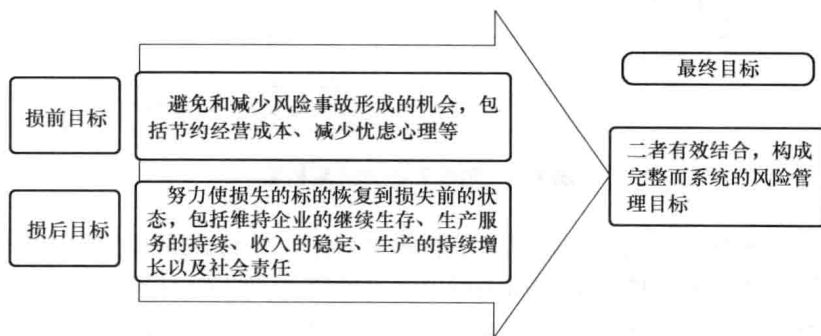 损前目标
避免和减少风险事故形成的机会，包
括节约经营成本、减少忧虑心理等
损后目标
努力使损失的标的恢复到损失前的状
态，包括维持企业的继续生存、生产服
务的持续、收入的稳定、生产的持续增
长以及社会责任
最终目标
二者有效结合，构成
完整而系统的风险管
理目标